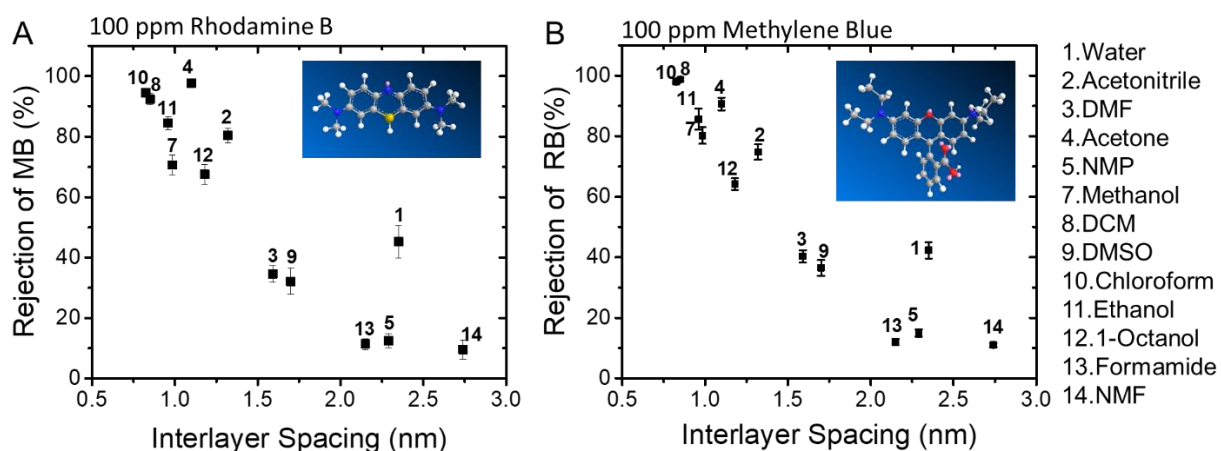 A
100 ppm Rhodamine B
Rejection of MB (%)
100
80
60
40
20
0
10
8
4
11
2
7
12
1
3
9
13
5
14
0.5
1.0
1.5
2.0
2.5
3.0
Interlayer Spacing (nm)
B
100 ppm Methylene Blue
Rejection of RB(%)
100
80
60
40
20
0
10
8
4
11
7
2
12
3
9
1
5
13
14
0.5
1.0
1.5
2.0
2.5
3.0
Interlayer Spacing (nm)
1.Water
2.Acetonitrile
3.DMF
4.Acetone
5.NMP
7.Methanol
8.DCM
9.DMSO
10.Chloroform
11.Ethanol
12.1-Octanol
13.Formamide
14.NMF